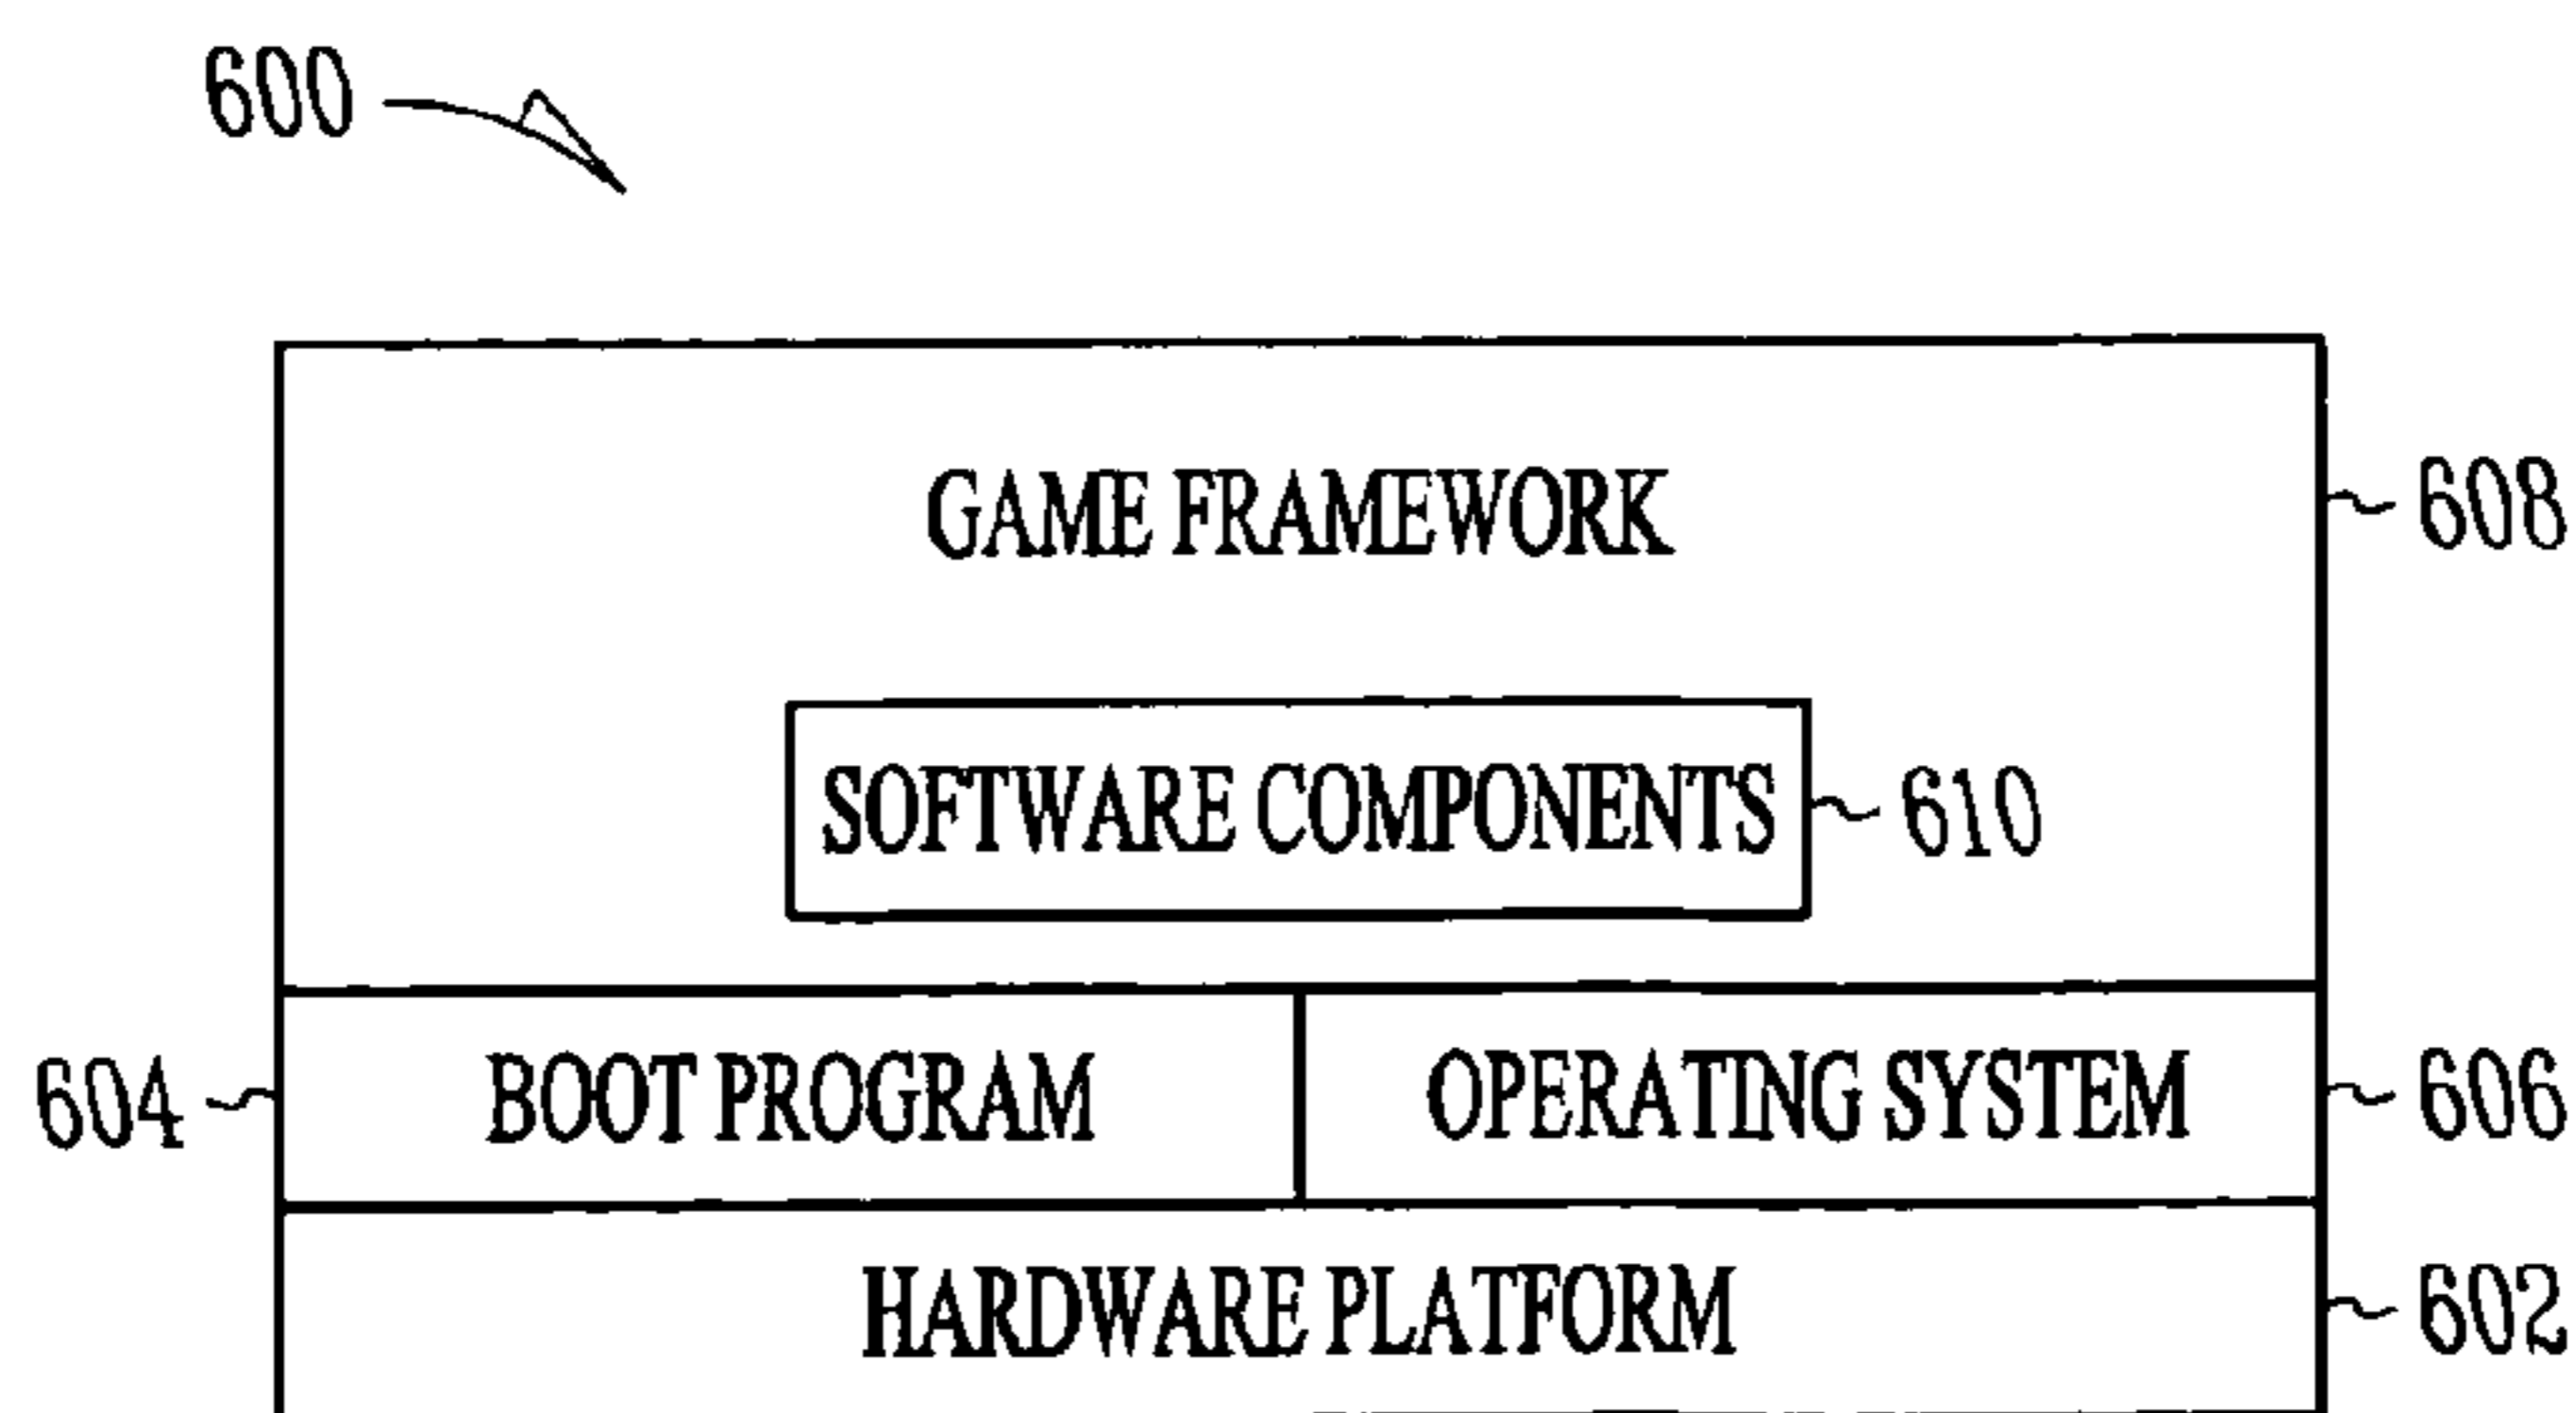 600
GAME FRAMEWORK
608
SOFTWARE COMPONENTS
610
604
BOOT PROGRAM
OPERATING SYSTEM
606
HARDWARE PLATFORM
602